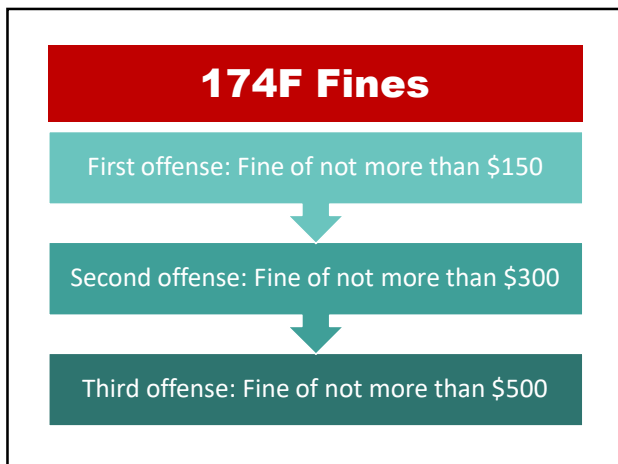 174F Fines
First offense: Fine of not more than $150
Second offense: Fine of not more than $300
Third offense: Fine of not more than $500